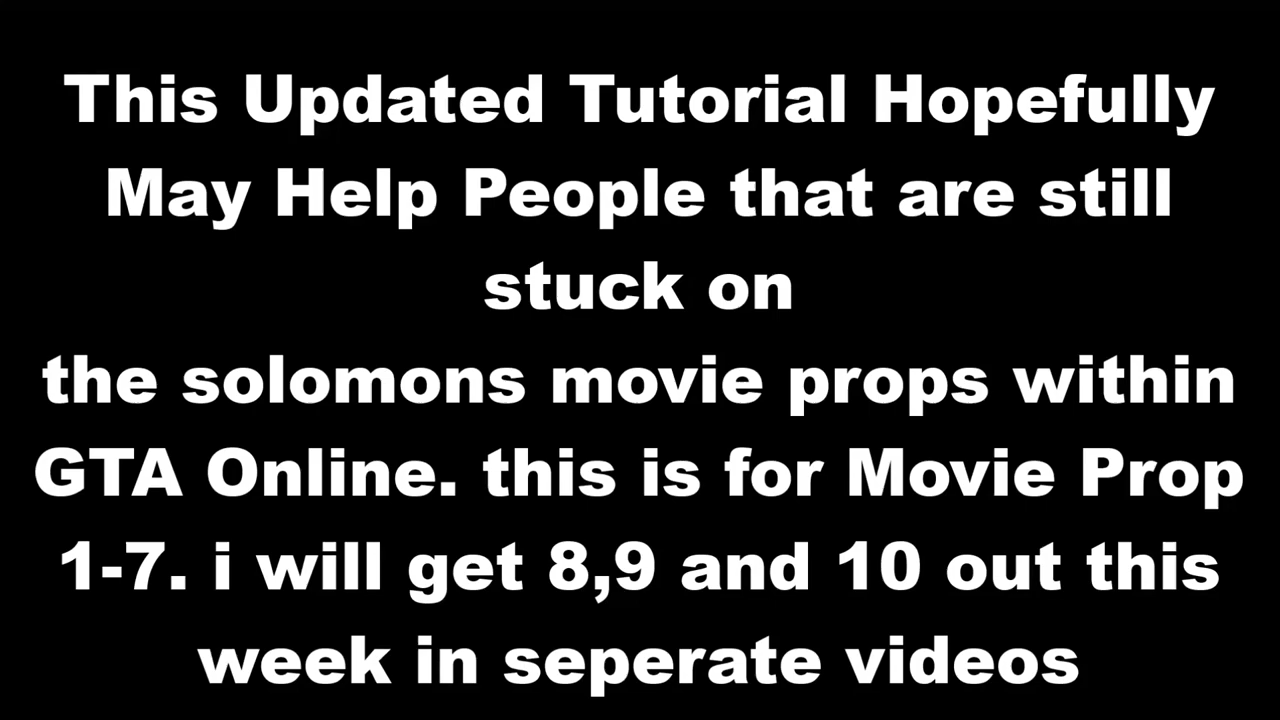 This Updated Tutorial Hopefully
May Help People that are still
stuck on
the solomons movie props within
GTA Online. this is for Movie Prop
1-7. i will get 8,9 and 10 out this
week in seperate videos